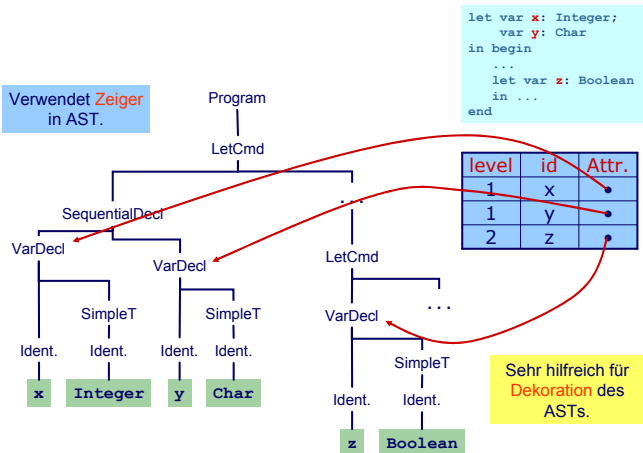 let var x: Integer;
var y: Char
in begin
...
let var z: Boolean
in ...
end
Verwendet Zeiger
in AST.
Program
LetCmd
level id Attr.
1 x
1 y
2 z
SequentialDecl
...
VarDecl
VarDecl
LetCmd
SimpleT
SimpleT
VarDecl
...
Ident.
Ident.
Ident.
Ident.
SimpleT
x
Integer
y
Char
Ident.
Ident.
z
Boolean
Sehr hilfreich für
Dekoration des
ASTs.